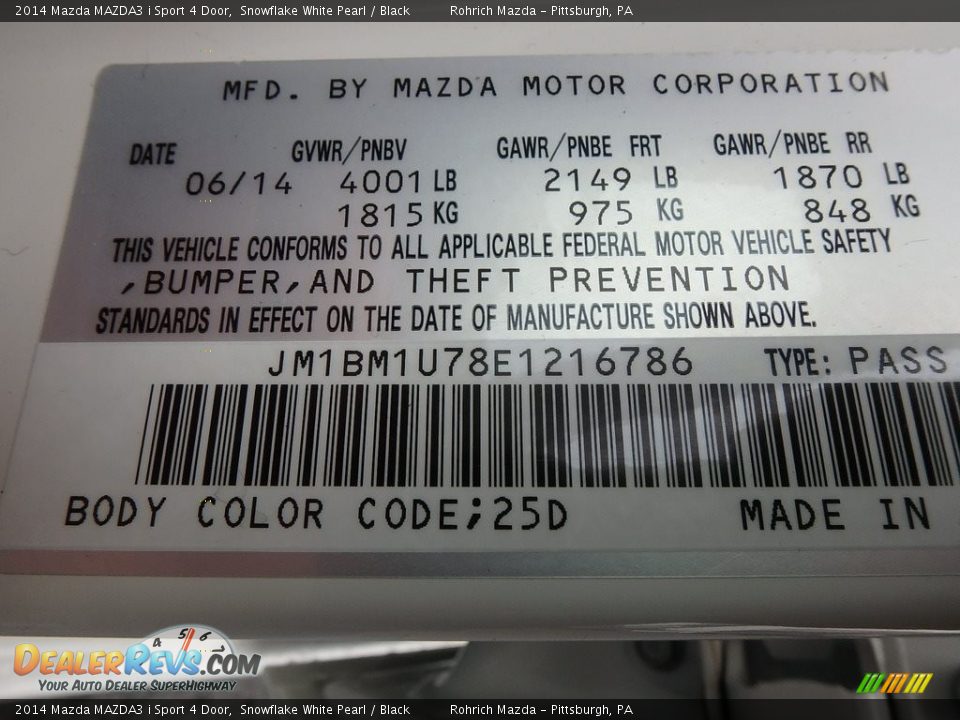 2014 Mazda MAZDA3 i Sport 4 Door, Snowflake White Pearl / Black Rohrich Mazda - Pittsburgh, PA
MFD. BY MAZDA MOTOR CORPORATION
DATE GVWR/PNBV GAWR/PNBE FRT GAWR/PNBE RR
06/14 4001 LB 2149 LB 1870 LB
1815 KG 975 KG 848 KG
THIS VEHICLE CONFORMS TO ALL APPLICABLE FEDERAL MOTOR VEHICLE SAFETY
,BUMPER,AND THEFT PREVENTION
STANDARDS IN EFFECT ON THE DATE OF MANUFACTURE SHOWN ABOVE.
JM1BM1U78E1216786 TYPE: PASS
BODY COLOR CODE;25D MADE IN
4 5 6
DEALERREVS.COM
YOUR AUTO DEALER SUPERHIGHWAY
2014 Mazda MAZDA3 i Sport 4 Door, Snowflake White Pearl / Black Rohrich Mazda - Pittsburgh, PA